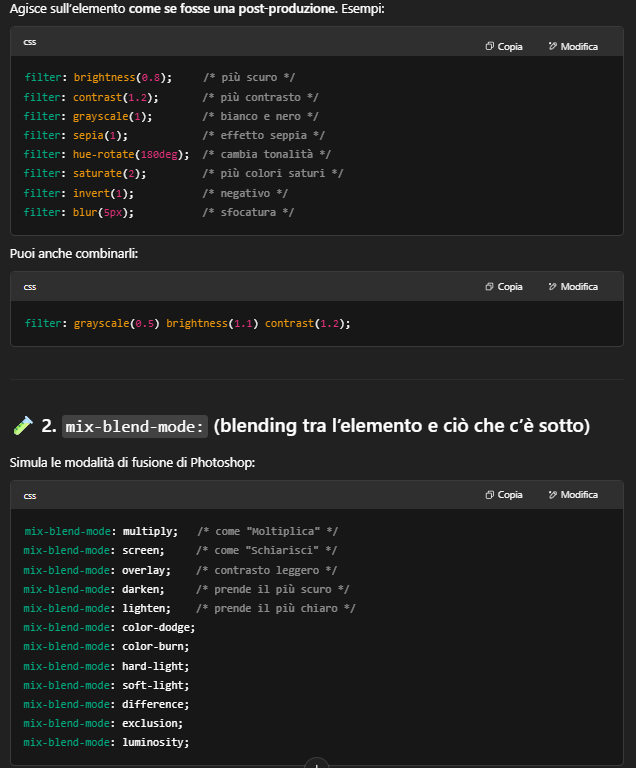 Agisce sull'elemento come se fosse una post-produzione. Esempi:
css
Copia
Modifica
filter: brightness(0.8); /* più scuro */
filter: contrast(1.2); /* più contrasto */
filter: grayscale(1); /* bianco e nero */
filter: sepia(1); /* effetto seppia */
filter: hue-rotate(180deg); /* cambia tonalità */
filter: saturate(2); /* più colori saturi */
filter: invert(1); /* negativo */
filter: blur(5px); /* sfocatura */
Puoi anche combinarli:
css
Copia
Modifica
filter: grayscale(0.5) brightness(1.1) contrast(1.2);
2. mix-blend-mode: (blending tra l'elemento e ciò che c'è sotto)
Simula le modalità di fusione di Photoshop:
css
Copia
Modifica
mix-blend-mode: multiply; /* come "Moltiplica" */
mix-blend-mode: screen; /* come "Schiarisci" */
mix-blend-mode: overlay; /* contrasto leggero */
mix-blend-mode: darken; /* prende il più scuro */
mix-blend-mode: lighten; /* prende il più chiaro */
mix-blend-mode: color-dodge;
mix-blend-mode: color-burn;
mix-blend-mode: hard-light;
mix-blend-mode: soft-light;
mix-blend-mode: difference;
mix-blend-mode: exclusion;
mix-blend-mode: luminosity;